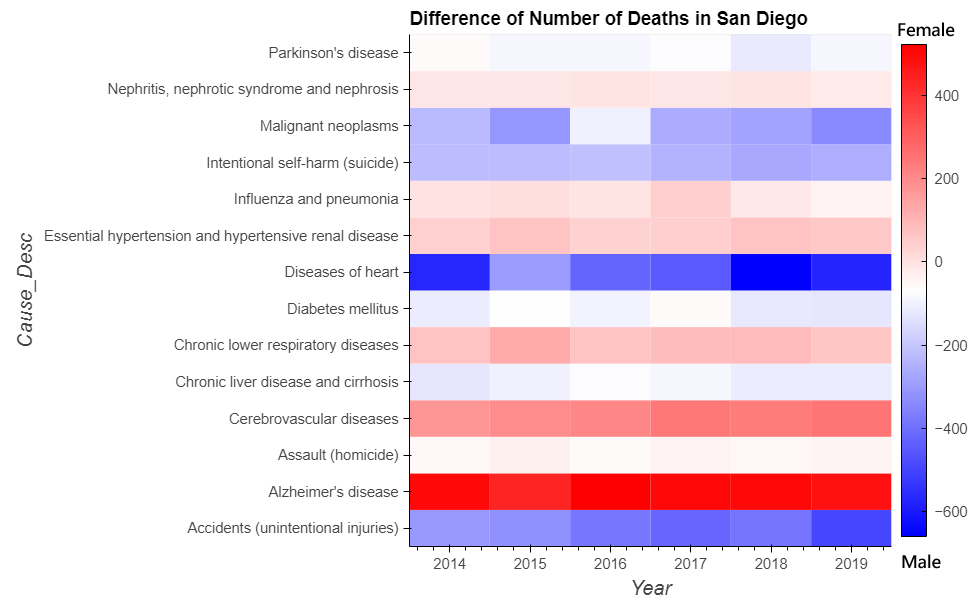 Difference of Number of Deaths in San Diego
Female
Parkinson's disease
Nephritis, nephrotic syndrome and nephrosis
Malignant neoplasms
Intentional self-harm (suicide)
Influenza and pneumonia
Essential hypertension and hypertensive renal disease
Diseases of heart
Diabetes mellitus
Chronic lower respiratory diseases
Chronic liver disease and cirrhosis
Cerebrovascular diseases
Assault (homicide)
Alzheimer's disease
Accidents (unintentional injuries)
Cause_Desc
2014 2015 2016 2017 2018 2019
Year
400
200
0
−200
−400
−600
Male